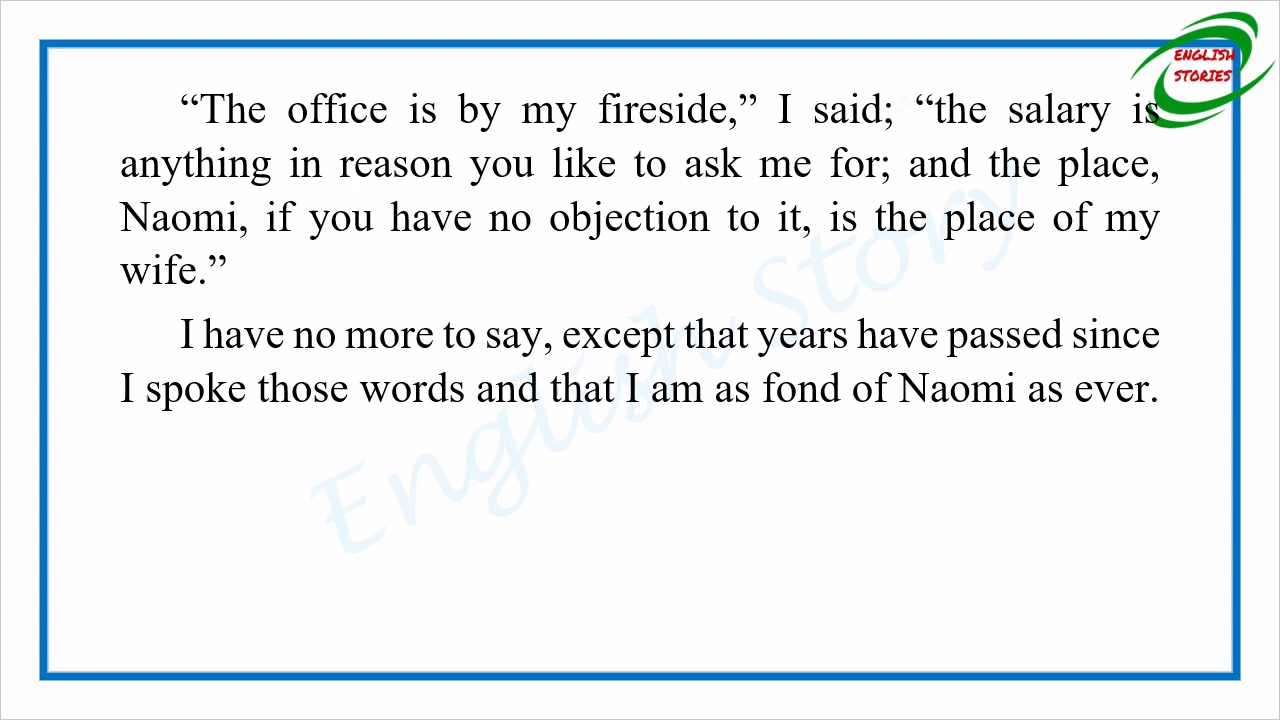 ENGLISH
STORIES
“The office is by my fireside,” I said; “the salary is
anything in reason you like to ask me for; and the place,
Naomi, if you have no objection to it, is the place of my
wife.”
I have no more to say, except that years have passed since
I spoke those words and that I am as fond of Naomi as ever.
English Story